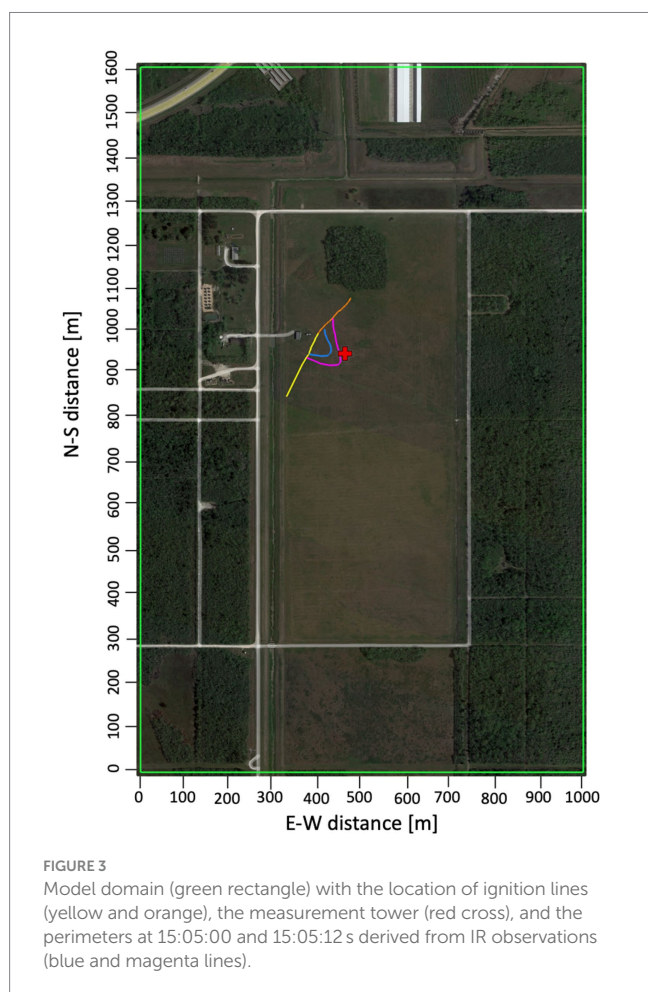 1600
1500
1400
1300
1200
1100
1000
900
800
700
600
500
400
300
200
100
0
N-S distance [m]
0 100 200 300 400 500 600 700 800 900 1000
E-W distance [m]
FIGURE 3
Model domain (green rectangle) with the location of ignition lines
(yellow and orange), the measurement tower (red cross), and the
perimeters at 15:05:00 and 15:05:12 s derived from IR observations
(blue and magenta lines).